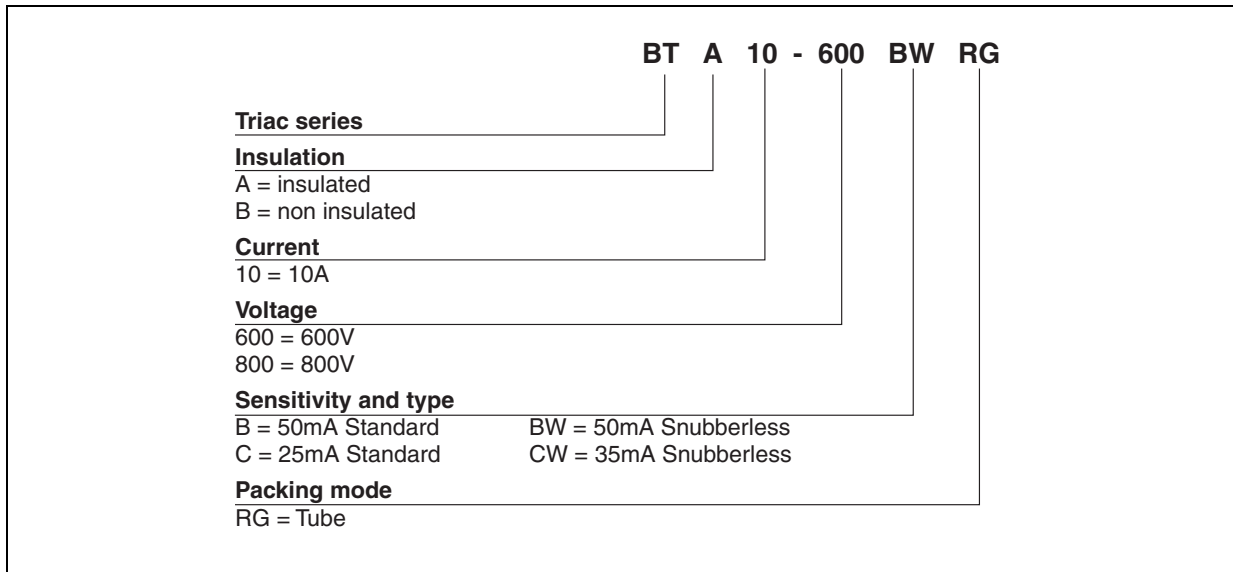 BT A 10 - 600 BW RG
Triac series
Insulation
A = insulated
B = non insulated
Current
10 = 10A
Voltage
600 = 600V
800 = 800V
Sensitivity and type
B = 50mA Standard BW = 50mA Snubberless
C = 25mA Standard CW = 35mA Snubberless
Packing mode
RG = Tube